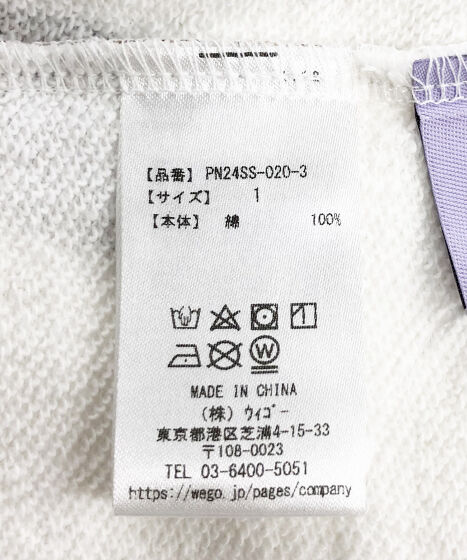 【品番】 PN24SS-020-3
【サイズ】 1
【本体】 綿 100%
W
MADE IN CHINA
(株) ウィゴー
東京都港区芝浦4-15-33
〒108-0023
TEL 03-6400-5051
https://wego.jp/pages/company